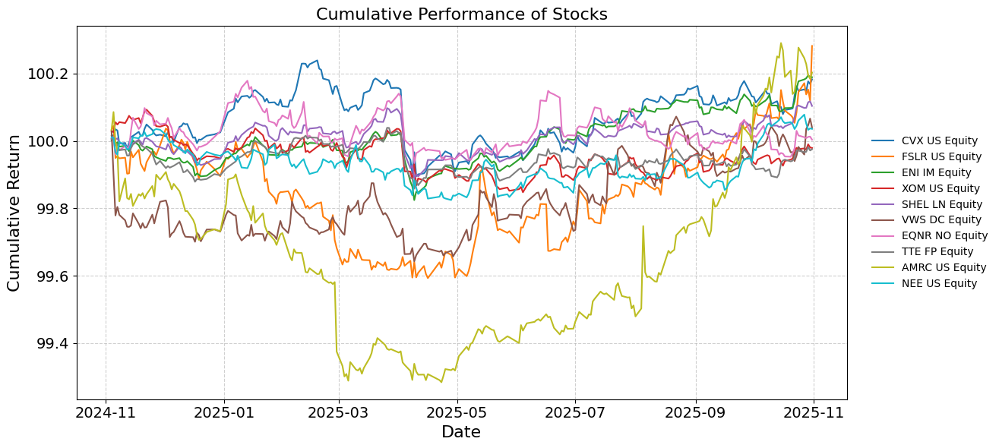 Cumulative Performance of Stocks
Cumulative Return
100.2
100.0
99.8
99.6
99.4
2024-11 2025-01 2025-03 2025-05 2025-07 2025-09 2025-11
Date
CVX US Equity
FSLR US Equity
ENI IM Equity
XOM US Equity
SHEL LN Equity
VWS DC Equity
EQNR NO Equity
TTE FP Equity
AMRC US Equity
NEE US Equity